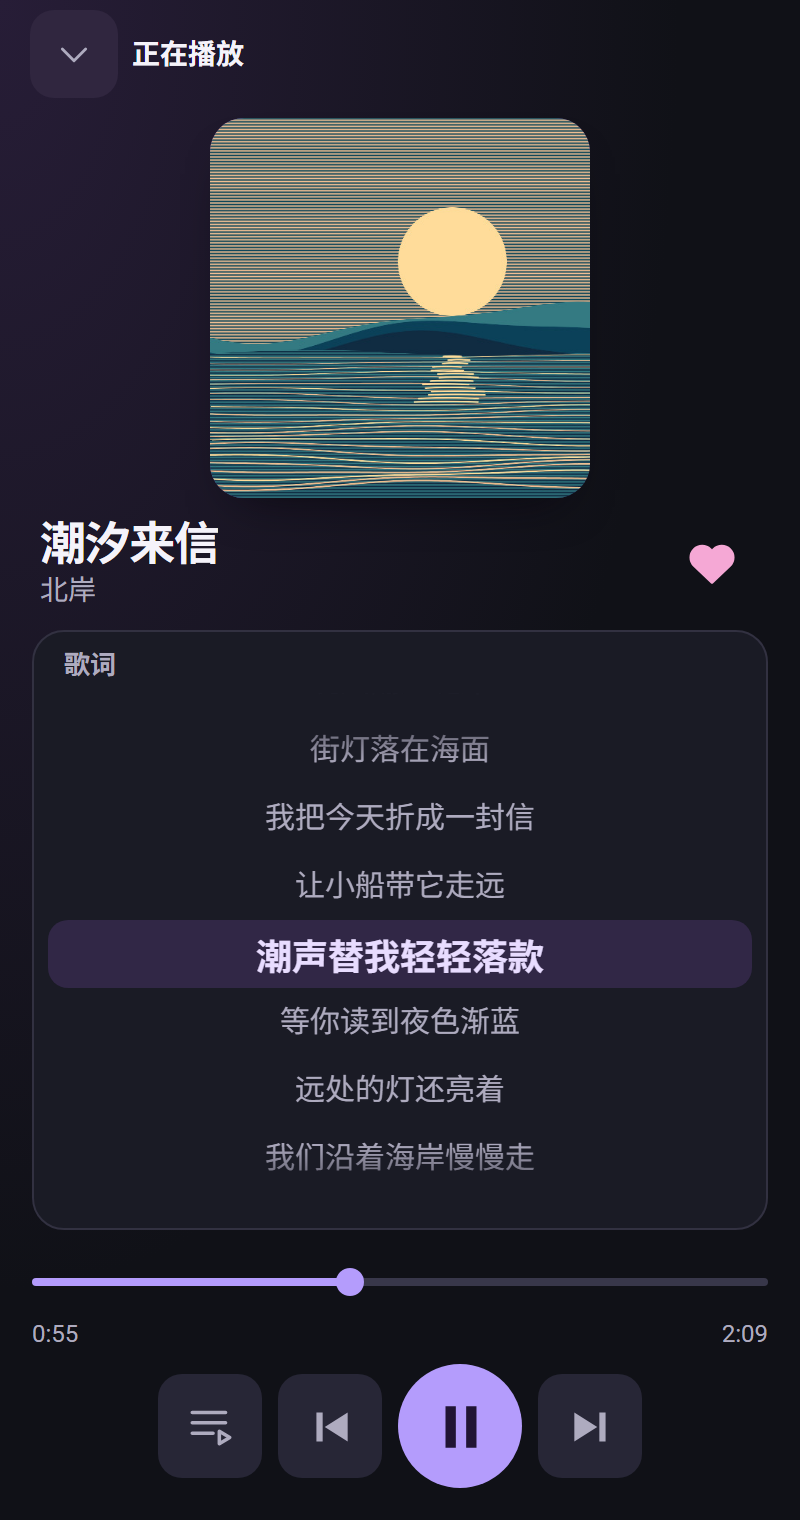 正在播放
潮汐来信
北岸
歌词
街灯落在海面
我把今天折成一封信
让小船带它走远
潮声替我轻轻落款
等你读到夜色渐蓝
远处的灯还亮着
我们沿着海岸慢慢走
0:55
2:09